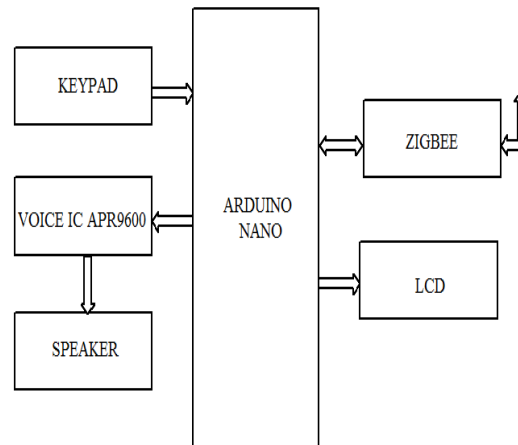 KEYPAD
VOICE IC APR9600
SPEAKER
ARDUINO
NANO
ZIGBEE
LCD